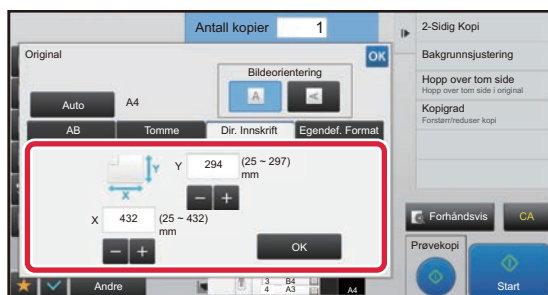 Antall kopier 1
Original
OK
Auto
A4
Bildeorientering
A
A
AB
Tomme
Dir. Innskrift
Egendef. Format
Y
Y 294 (25 ~ 297)
mm
X
X 432 (25 ~ 432)
mm
OK
Andre
3 B4
4 A3
A4
2-Sidig Kopi
Bakgrunnsjustering
Hopp over tom side
Hopp over tom side i original
Kopigrad
Forstørr/reduser kopi
Forhåndsvis
CA
Prøvekopi
Start